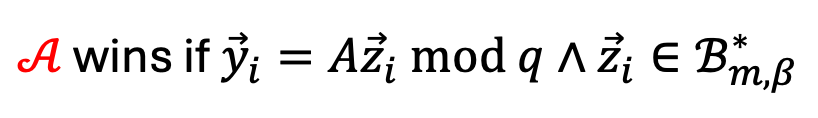 𝒜 wins if y⃗ᵢ = Az⃗ᵢ mod q ∧ z⃗ᵢ ∈ ℬ*ₘ,ᵦ